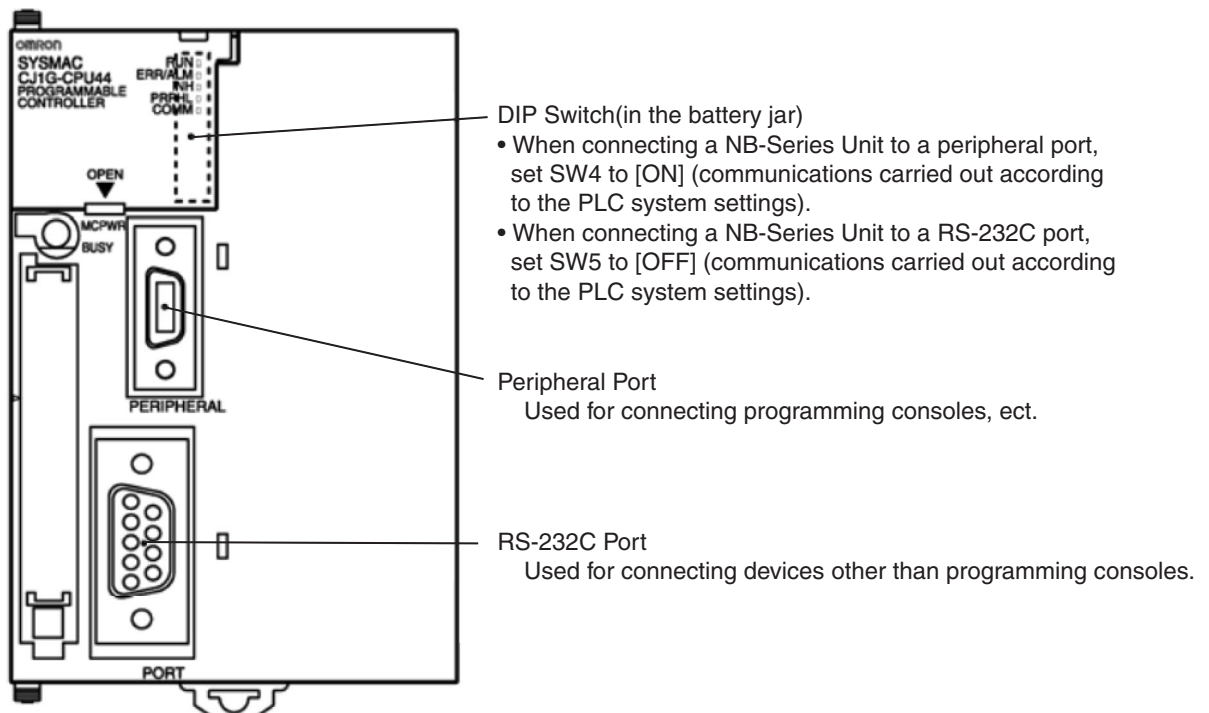 OMRON
SYSMAC
CJ1G-CPU44
PROGRAMMABLE
CONTROLLER
RUN
ERR/ALM
INH
PRPHL
COMM
OPEN
MCPWR
BUSY
PERIPHERAL
PORT
DIP Switch(in the battery jar)
• When connecting a NB-Series Unit to a peripheral port,
set SW4 to [ON] (communications carried out according
to the PLC system settings).
• When connecting a NB-Series Unit to a RS-232C port,
set SW5 to [OFF] (communications carried out according
to the PLC system settings).
Peripheral Port
Used for connecting programming consoles, ect.
RS-232C Port
Used for connecting devices other than programming consoles.